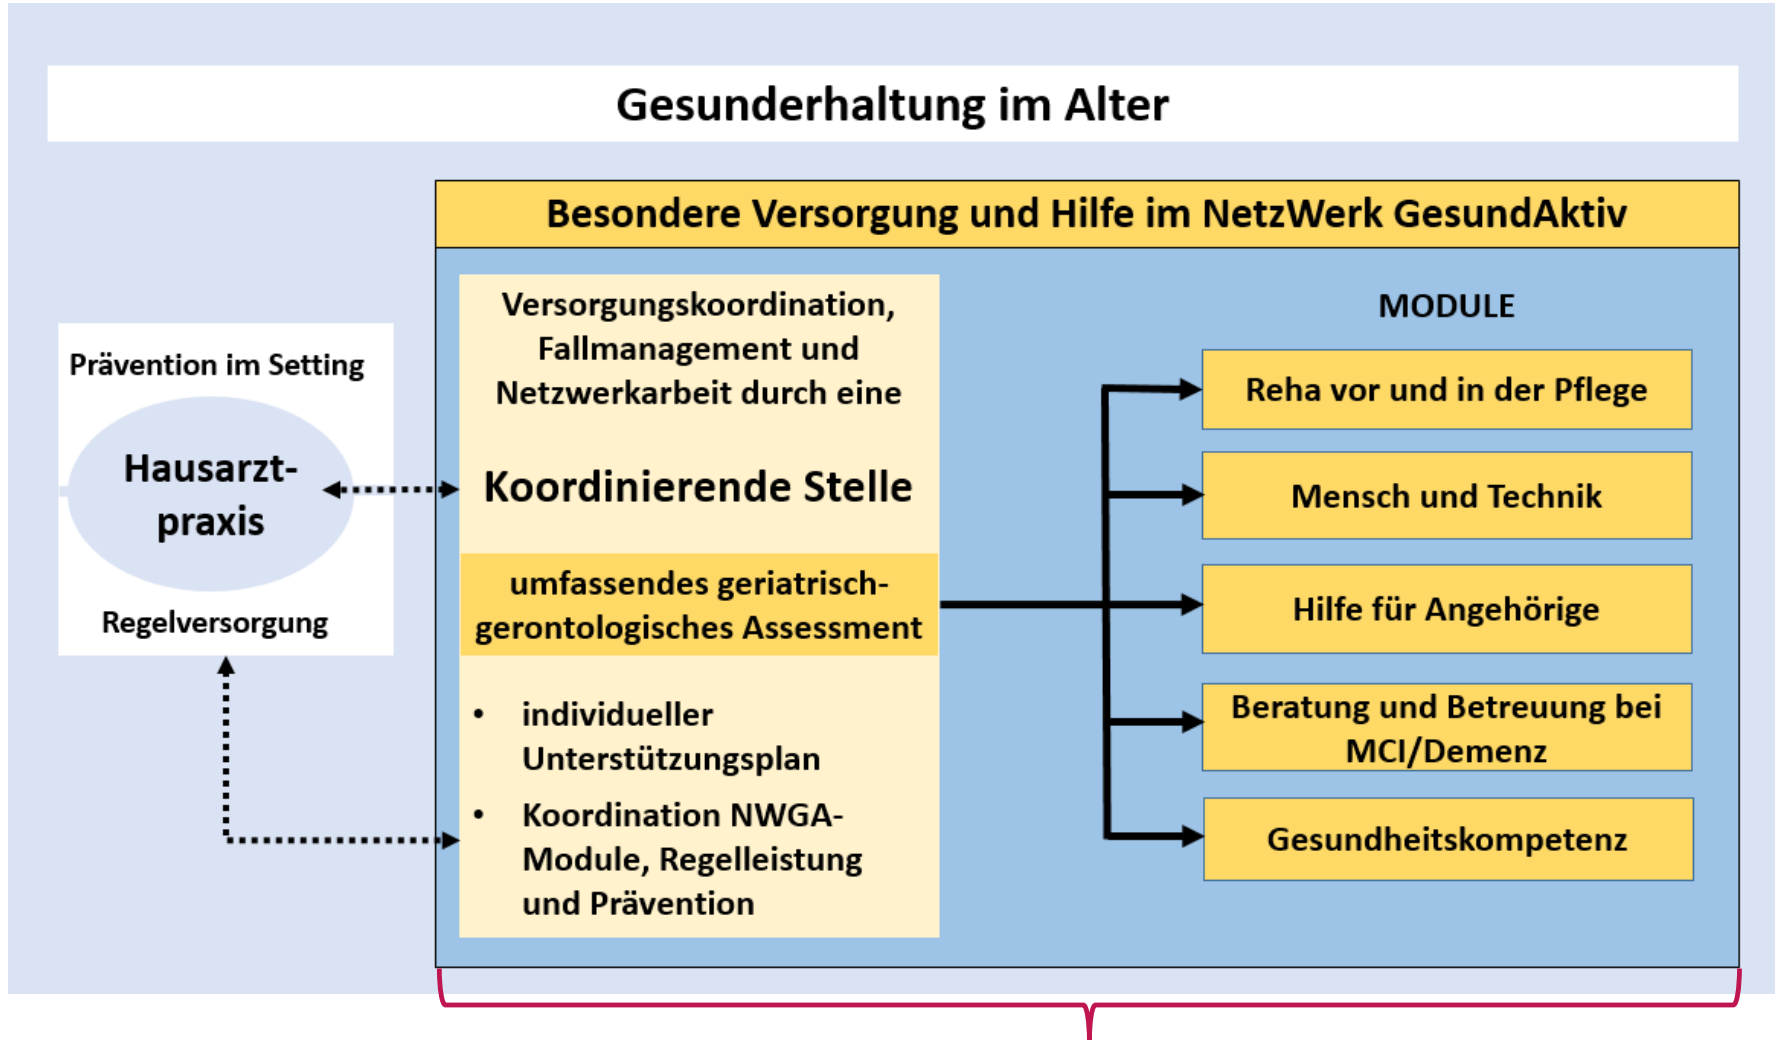 Gesunderhaltung im Alter
Besondere Versorgung und Hilfe im NetzWerk GesundAktiv
Prävention im Setting
Hausarzt-
praxis
Regelversorgung
Versorgungskoordination,
Fallmanagement und
Netzwerkarbeit durch eine
Koordinierende Stelle
umfassendes geriatrisch-
gerontologisches Assessment
• individueller
Unterstützungsplan
• Koordination NWGA-
Module, Regelleistung
und Prävention
MODULE
Reha vor und in der Pflege
Mensch und Technik
Hilfe für Angehörige
Beratung und Betreuung bei
MCI/Demenz
Gesundheitskompetenz